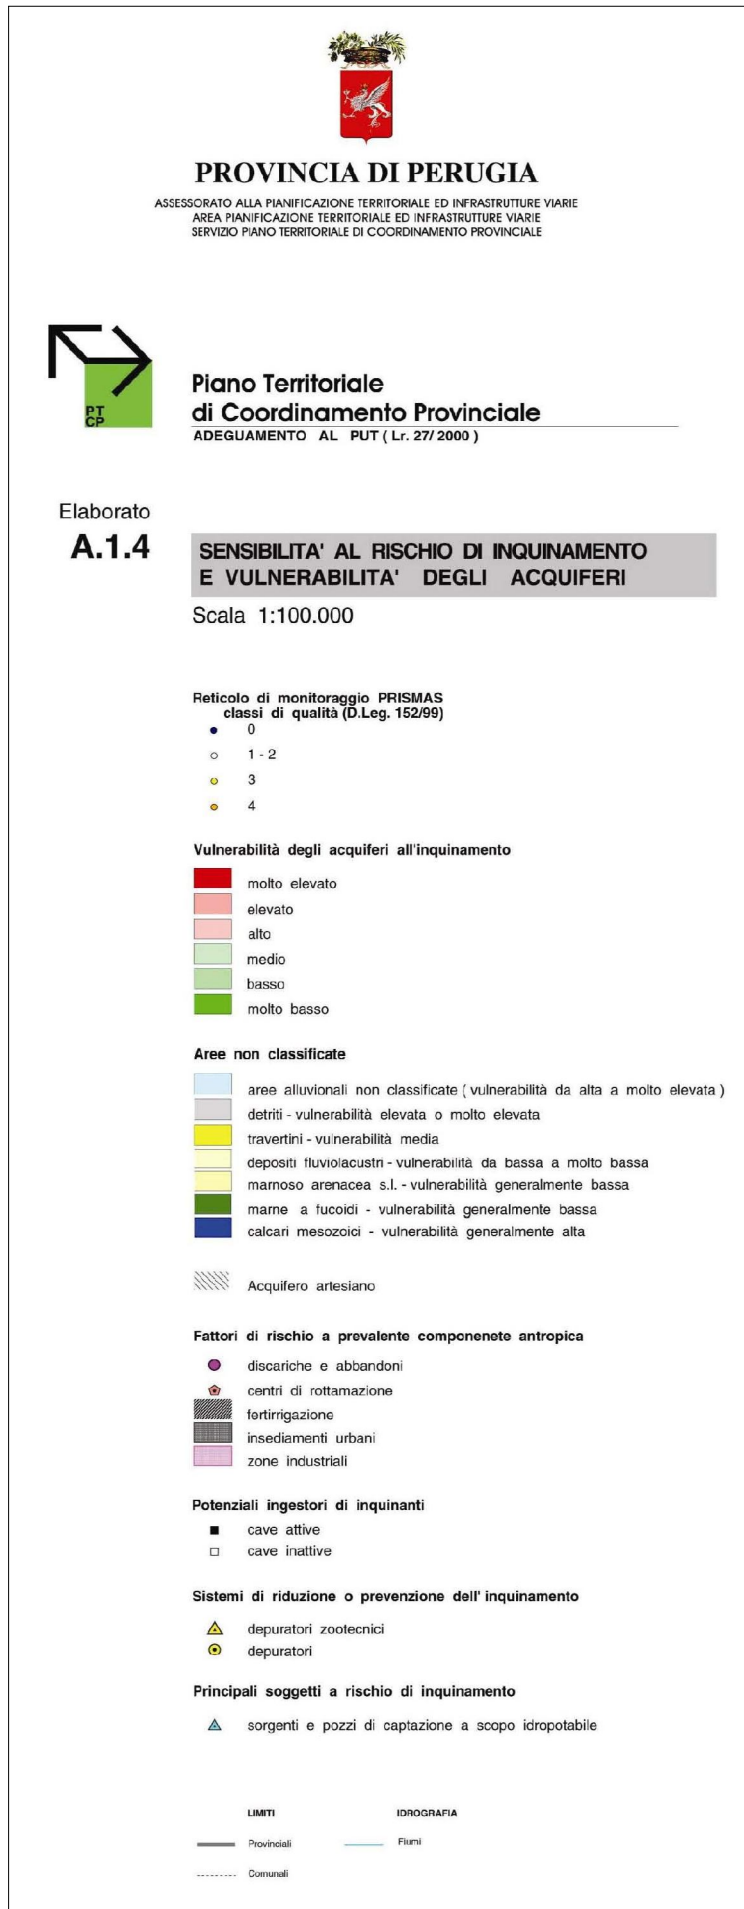 PROVINCIA DI PERUGIA
ASSESSORATO ALLA PIANIFICAZIONE TERRITORIALE ED INFRASTRUTTURE VIARIE
AREA PIANIFICAZIONE TERRITORIALE ED INFRASTRUTTURE VIARIE
SERVIZIO PIANO TERRITORIALE DI COORDINAMENTO PROVINCIALE
PT
CP
Piano Territoriale
di Coordinamento Provinciale
ADEGUAMENTO AL PUT ( Lr. 27/2000 )
Elaborato
A.1.4
SENSIBILITA' AL RISCHIO DI INQUINAMENTO
E VULNERABILITA' DEGLI ACQUIFERI
Scala 1:100.000
Reticolo di monitoraggio PRISMAS
classi di qualità (D.Leg. 152/99)
0
1 - 2
3
4
Vulnerabilità degli acquiferi all'inquinamento
molto elevato
elevato
alto
medio
basso
molto basso
Aree non classificate
aree alluvionali non classificate ( vulnerabilità da alta a molto elevata )
detriti - vulnerabilità elevata o molto elevata
travertini - vulnerabilità media
depositi fluviolacustri - vulnerabilità da bassa a molto bassa
marnoso arenacea s.l. - vulnerabilità generalmente bassa
marne a fucoidi - vulnerabilità generalmente bassa
calcari mesozoici - vulnerabilità generalmente alta
Acquifero artesiano
Fattori di rischio a prevalente componenete antropica
discariche e abbandoni
centri di rottamazione
fertirrigazione
insediamenti urbani
zone industriali
Potenziali ingestori di inquinanti
cave attive
cave inattive
Sistemi di riduzione o prevenzione dell'inquinamento
depuratori zootecnici
depuratori
Principali soggetti a rischio di inquinamento
sorgenti e pozzi di captazione a scopo idropotabile
LIMITI IDROGRAFIA
Provinciali Fiumi
Comunali